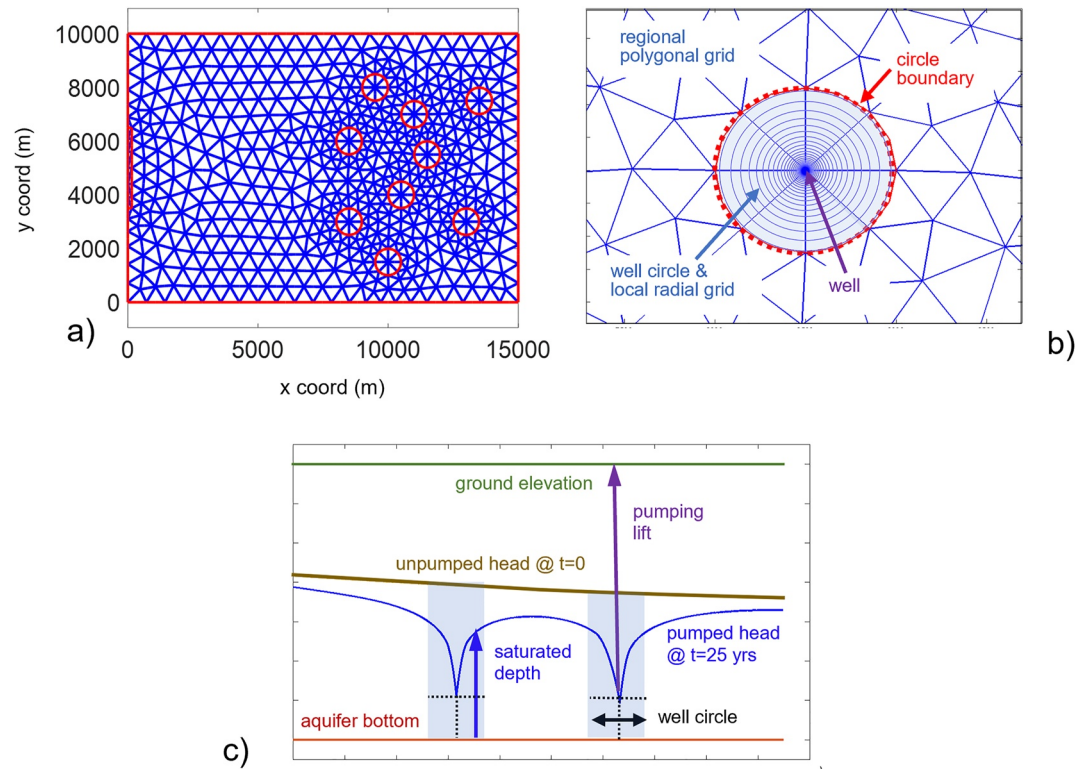 10000
8000
6000
4000
2000
0
y coord (m)
0
5000
10000
15000
x coord (m)
a)
regional
polygonal grid
circle
boundary
well circle &
local radial grid
well
b)
ground elevation
pumping
lift
unpumped head @ t=0
saturated
depth
pumped head
@ t=25 yrs
aquifer bottom
well circle
c)